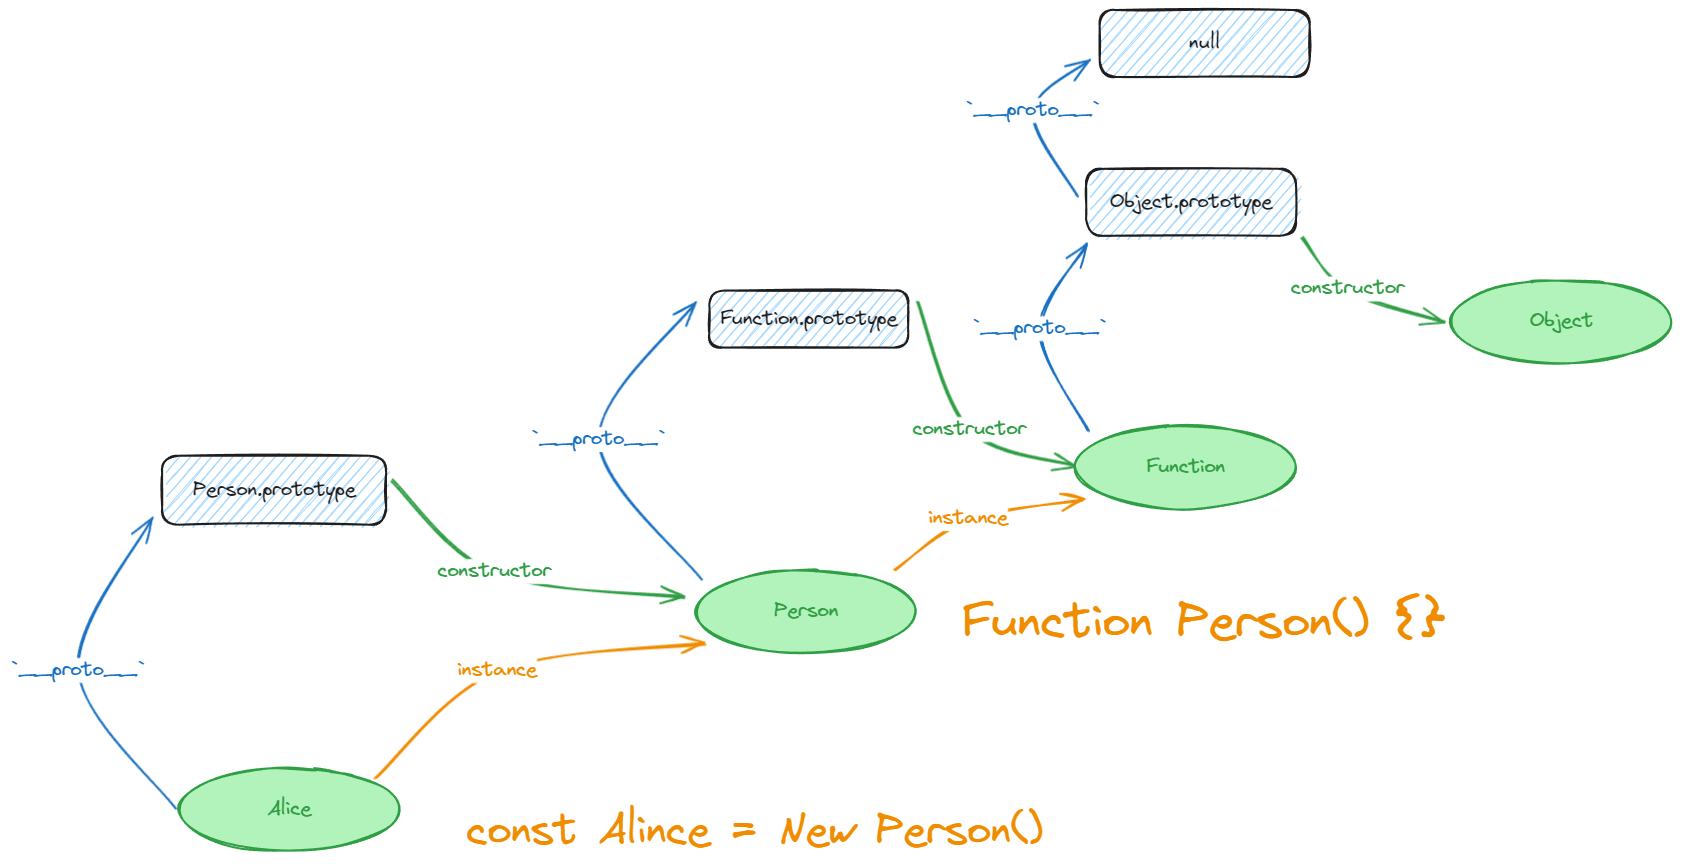 null
`__proto__`
Object.prototype
constructor
Object
Function.prototype
`__proto__`
constructor
Function
`__proto__`
instance
Person.prototype
constructor
Person
Function Person() {}
`__proto__`
instance
Alice
const Alince = New Person()